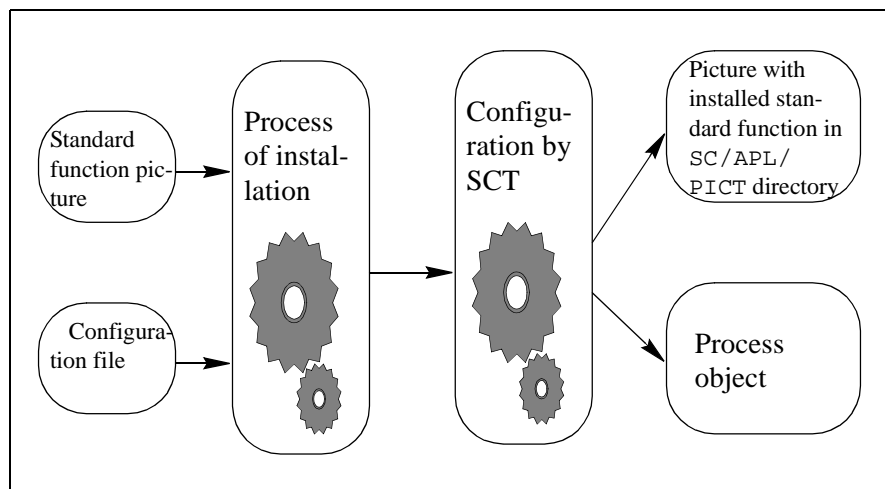 Standard
function pic-
ture
Configura-
tion file
Process
of instal-
lation
Configu-
ration by
SCT
Picture with
installed stan-
dard function in
SC/APL/
PICT directory
Process
object